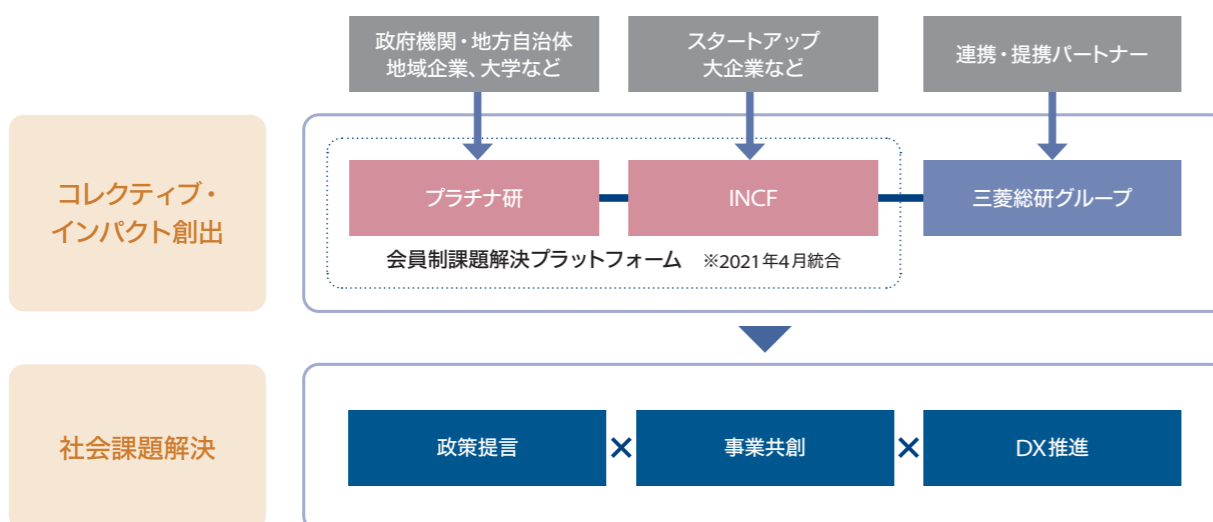 政府機関・地方自治体
地域企業、大学など
スタートアップ
大企業など
連携・提携パートナー
コレクティブ・
インパクト創出
プラチナ研
INCF
三菱総研グループ
会員制課題解決プラットフォーム ※2021年4月統合
社会課題解決
政策提言 × 事業共創 × DX推進